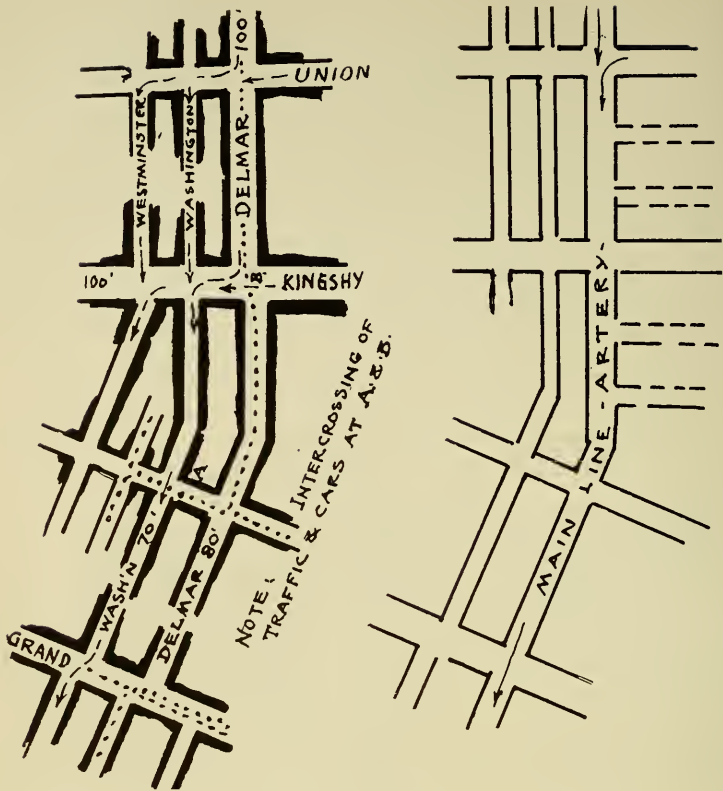 100'
UNION
WESTMINSTER
WASHINGTON
DELMAR
100'
B
KINGSHY
A
NOTE: INTERCROSSING OF
TRAFFIC & CARS AT A.& B.
WASH'N 70'
DELMAR 80'
GRAND
MAIN LINE - ARTERY -